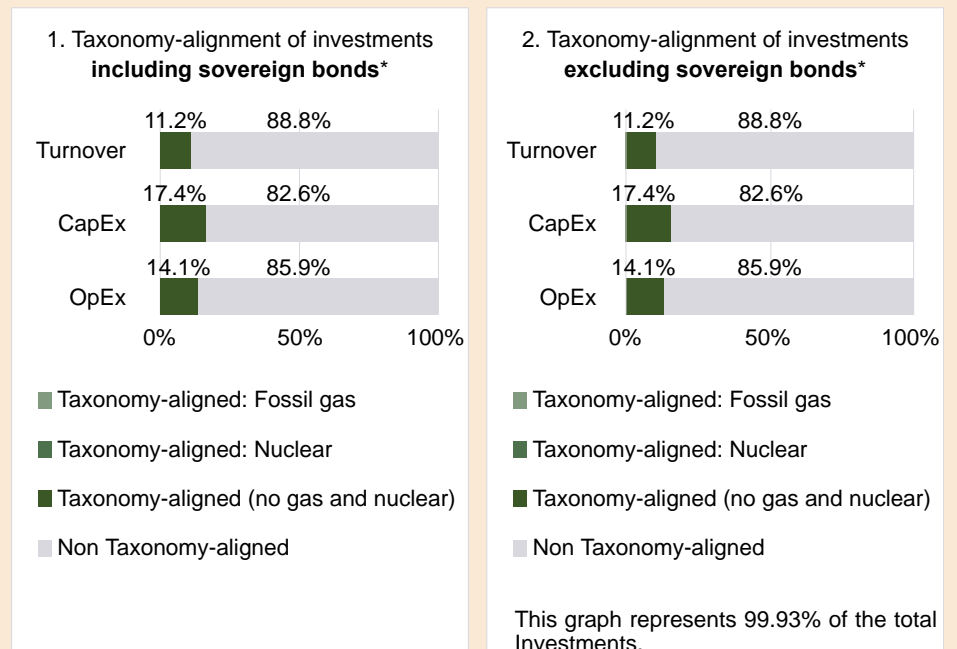 1. Taxonomy-alignment of investments
including sovereign bonds*
11.2% 88.8%
Turnover
17.4% 82.6%
CapEx
14.1% 85.9%
OpEx
0% 50% 100%
Taxonomy-aligned: Fossil gas
Taxonomy-aligned: Nuclear
Taxonomy-aligned (no gas and nuclear)
Non Taxonomy-aligned
2. Taxonomy-alignment of investments
excluding sovereign bonds*
11.2% 88.8%
Turnover
17.4% 82.6%
CapEx
14.1% 85.9%
OpEx
0% 50% 100%
Taxonomy-aligned: Fossil gas
Taxonomy-aligned: Nuclear
Taxonomy-aligned (no gas and nuclear)
Non Taxonomy-aligned
This graph represents 99.93% of the total
Investments.